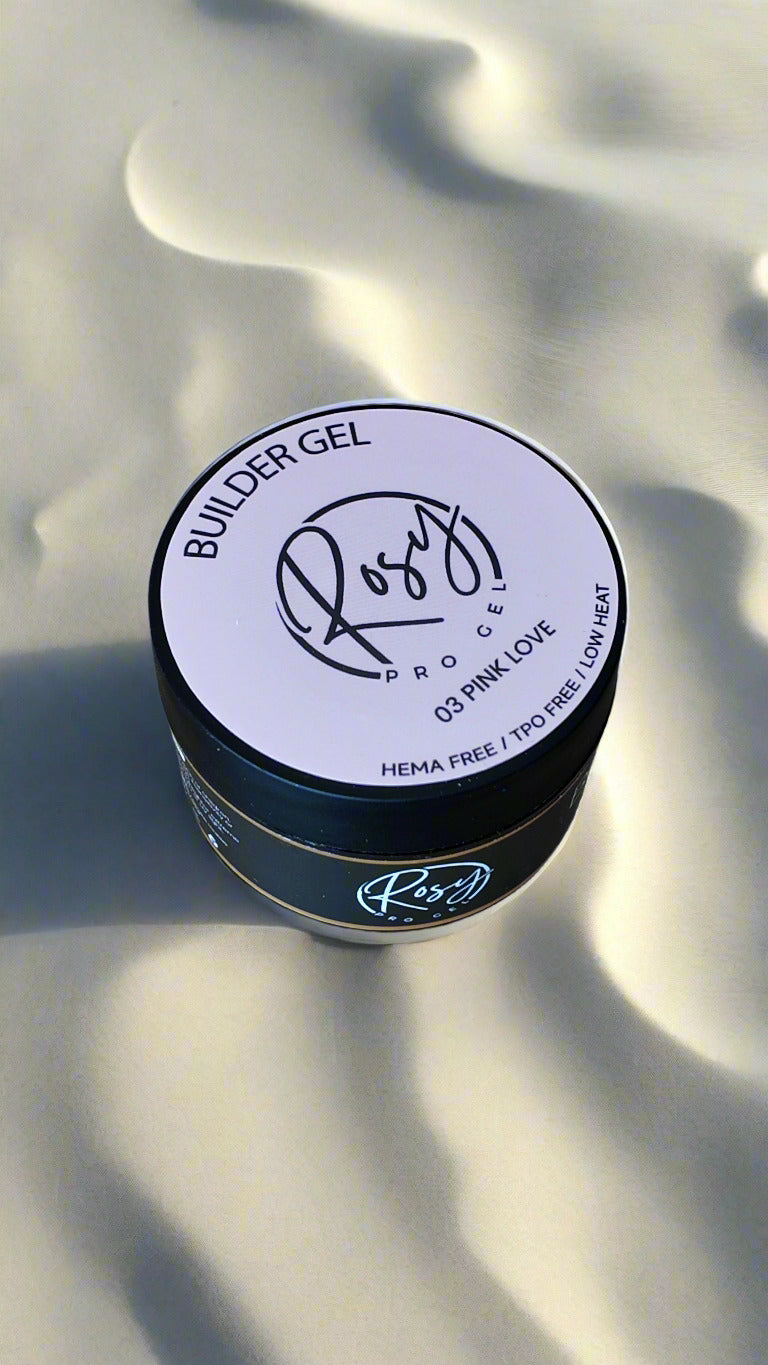 BUILDER GEL
Rosy
PRO GEL
03 PINK LOVE
HEMA FREE / TPO FREE / LOW HEAT
Rosy
PRO GEL